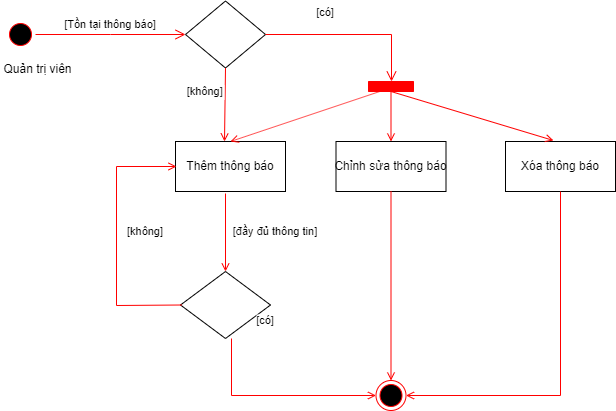 [có]
[Tồn tại thông báo]
Quản trị viên
[không]
Thêm thông báo
Chỉnh sửa thông báo
Xóa thông báo
[không]
[đầy đủ thông tin]
[có]